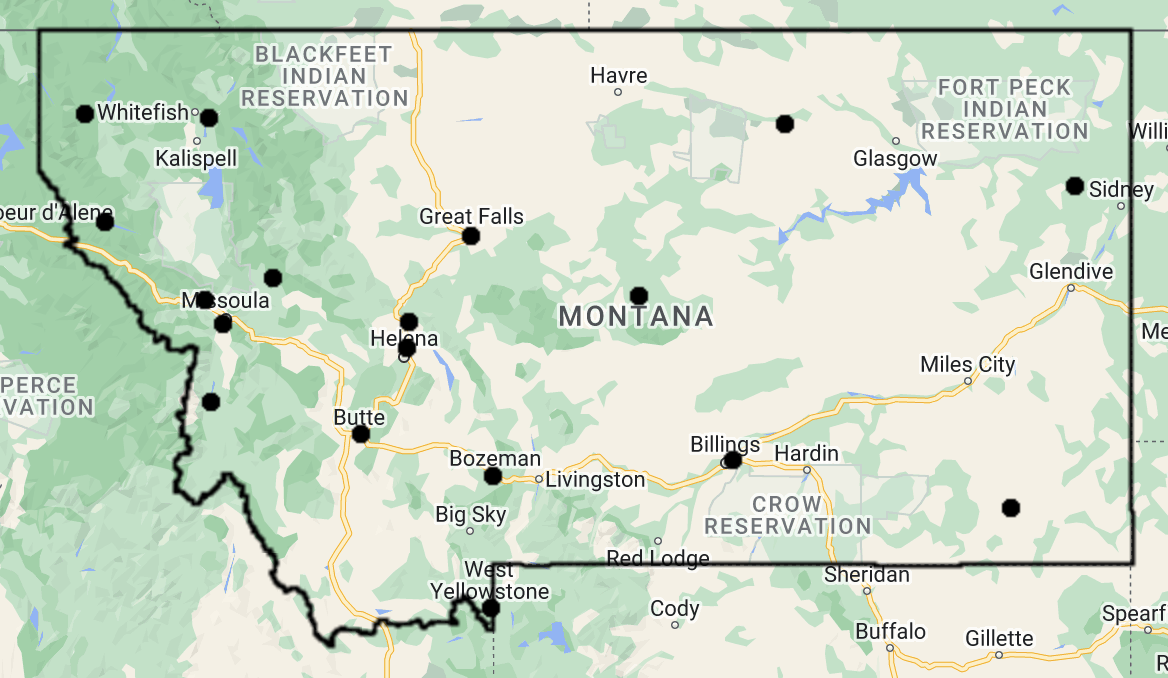 BLACKFEET
INDIAN
RESERVATION
Havre
FORT PECK
INDIAN
RESERVATION
Whitefish
Willi
Kalispell
Glasgow
Sidney
oeur d'Alene
Great Falls
Glendive
Missoula
MONTANA
Helena
Me
Miles City
PERCE
VATION
Butte
Billings
Hardin
Bozeman
Livingston
CROW
RESERVATION
Big Sky
Red Lodge
West
Yellowstone
Sheridan
Cody
Spearf
Buffalo
Gillette
R